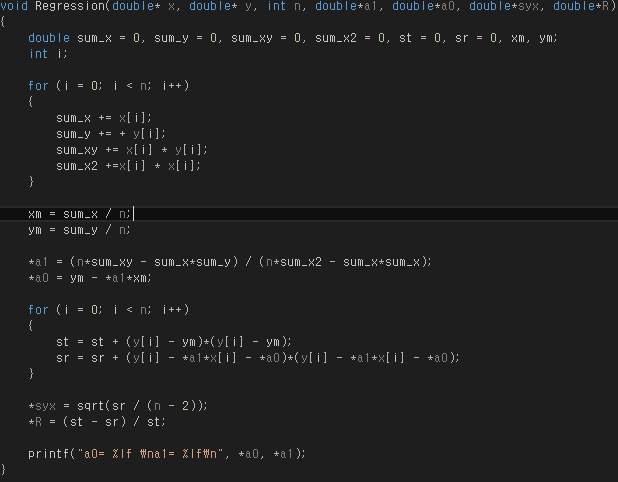 void Regression(double* x, double* y, int n, double*a1, double*a0, double*syx, double*R)
{
double sum_x = 0, sum_y = 0, sum_xy = 0, sum_x2 = 0, st = 0, sr = 0, xm, ym;
int i;
for (i = 0; i < n; i++)
{
sum_x += x[i];
sum_y += + y[i];
sum_xy += x[i] * y[i];
sum_x2 +=x[i] * x[i];
}
xm = sum_x / n;
ym = sum_y / n;
*a1 = (n*sum_xy - sum_x*sum_y) / (n*sum_x2 - sum_x*sum_x);
*a0 = ym - *a1*xm;
for (i = 0; i < n; i++)
{
st = st + (y[i] - ym)*(y[i] - ym);
sr = sr + (y[i] - *a1*x[i] - *a0)*(y[i] - *a1*x[i] - *a0);
}
*syx = sqrt(sr / (n - 2));
*R = (st - sr) / st;
printf("a0= %lf ₩na1= %lf₩n", *a0, *a1);
}